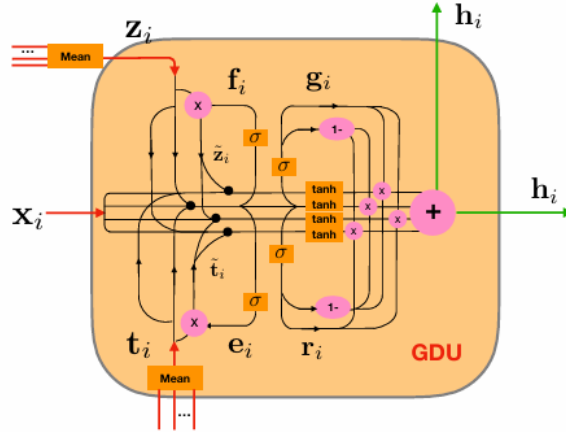 h_i
z_i
...
Mean
f_i
g_i
x
1-
σ
z̃_i
σ
tanh
x
tanh
x
x_i
tanh
x
+
h_i
tanh
x
t̃_i
σ
σ
1-
x
t_i
e_i
r_i
GDU
Mean
...